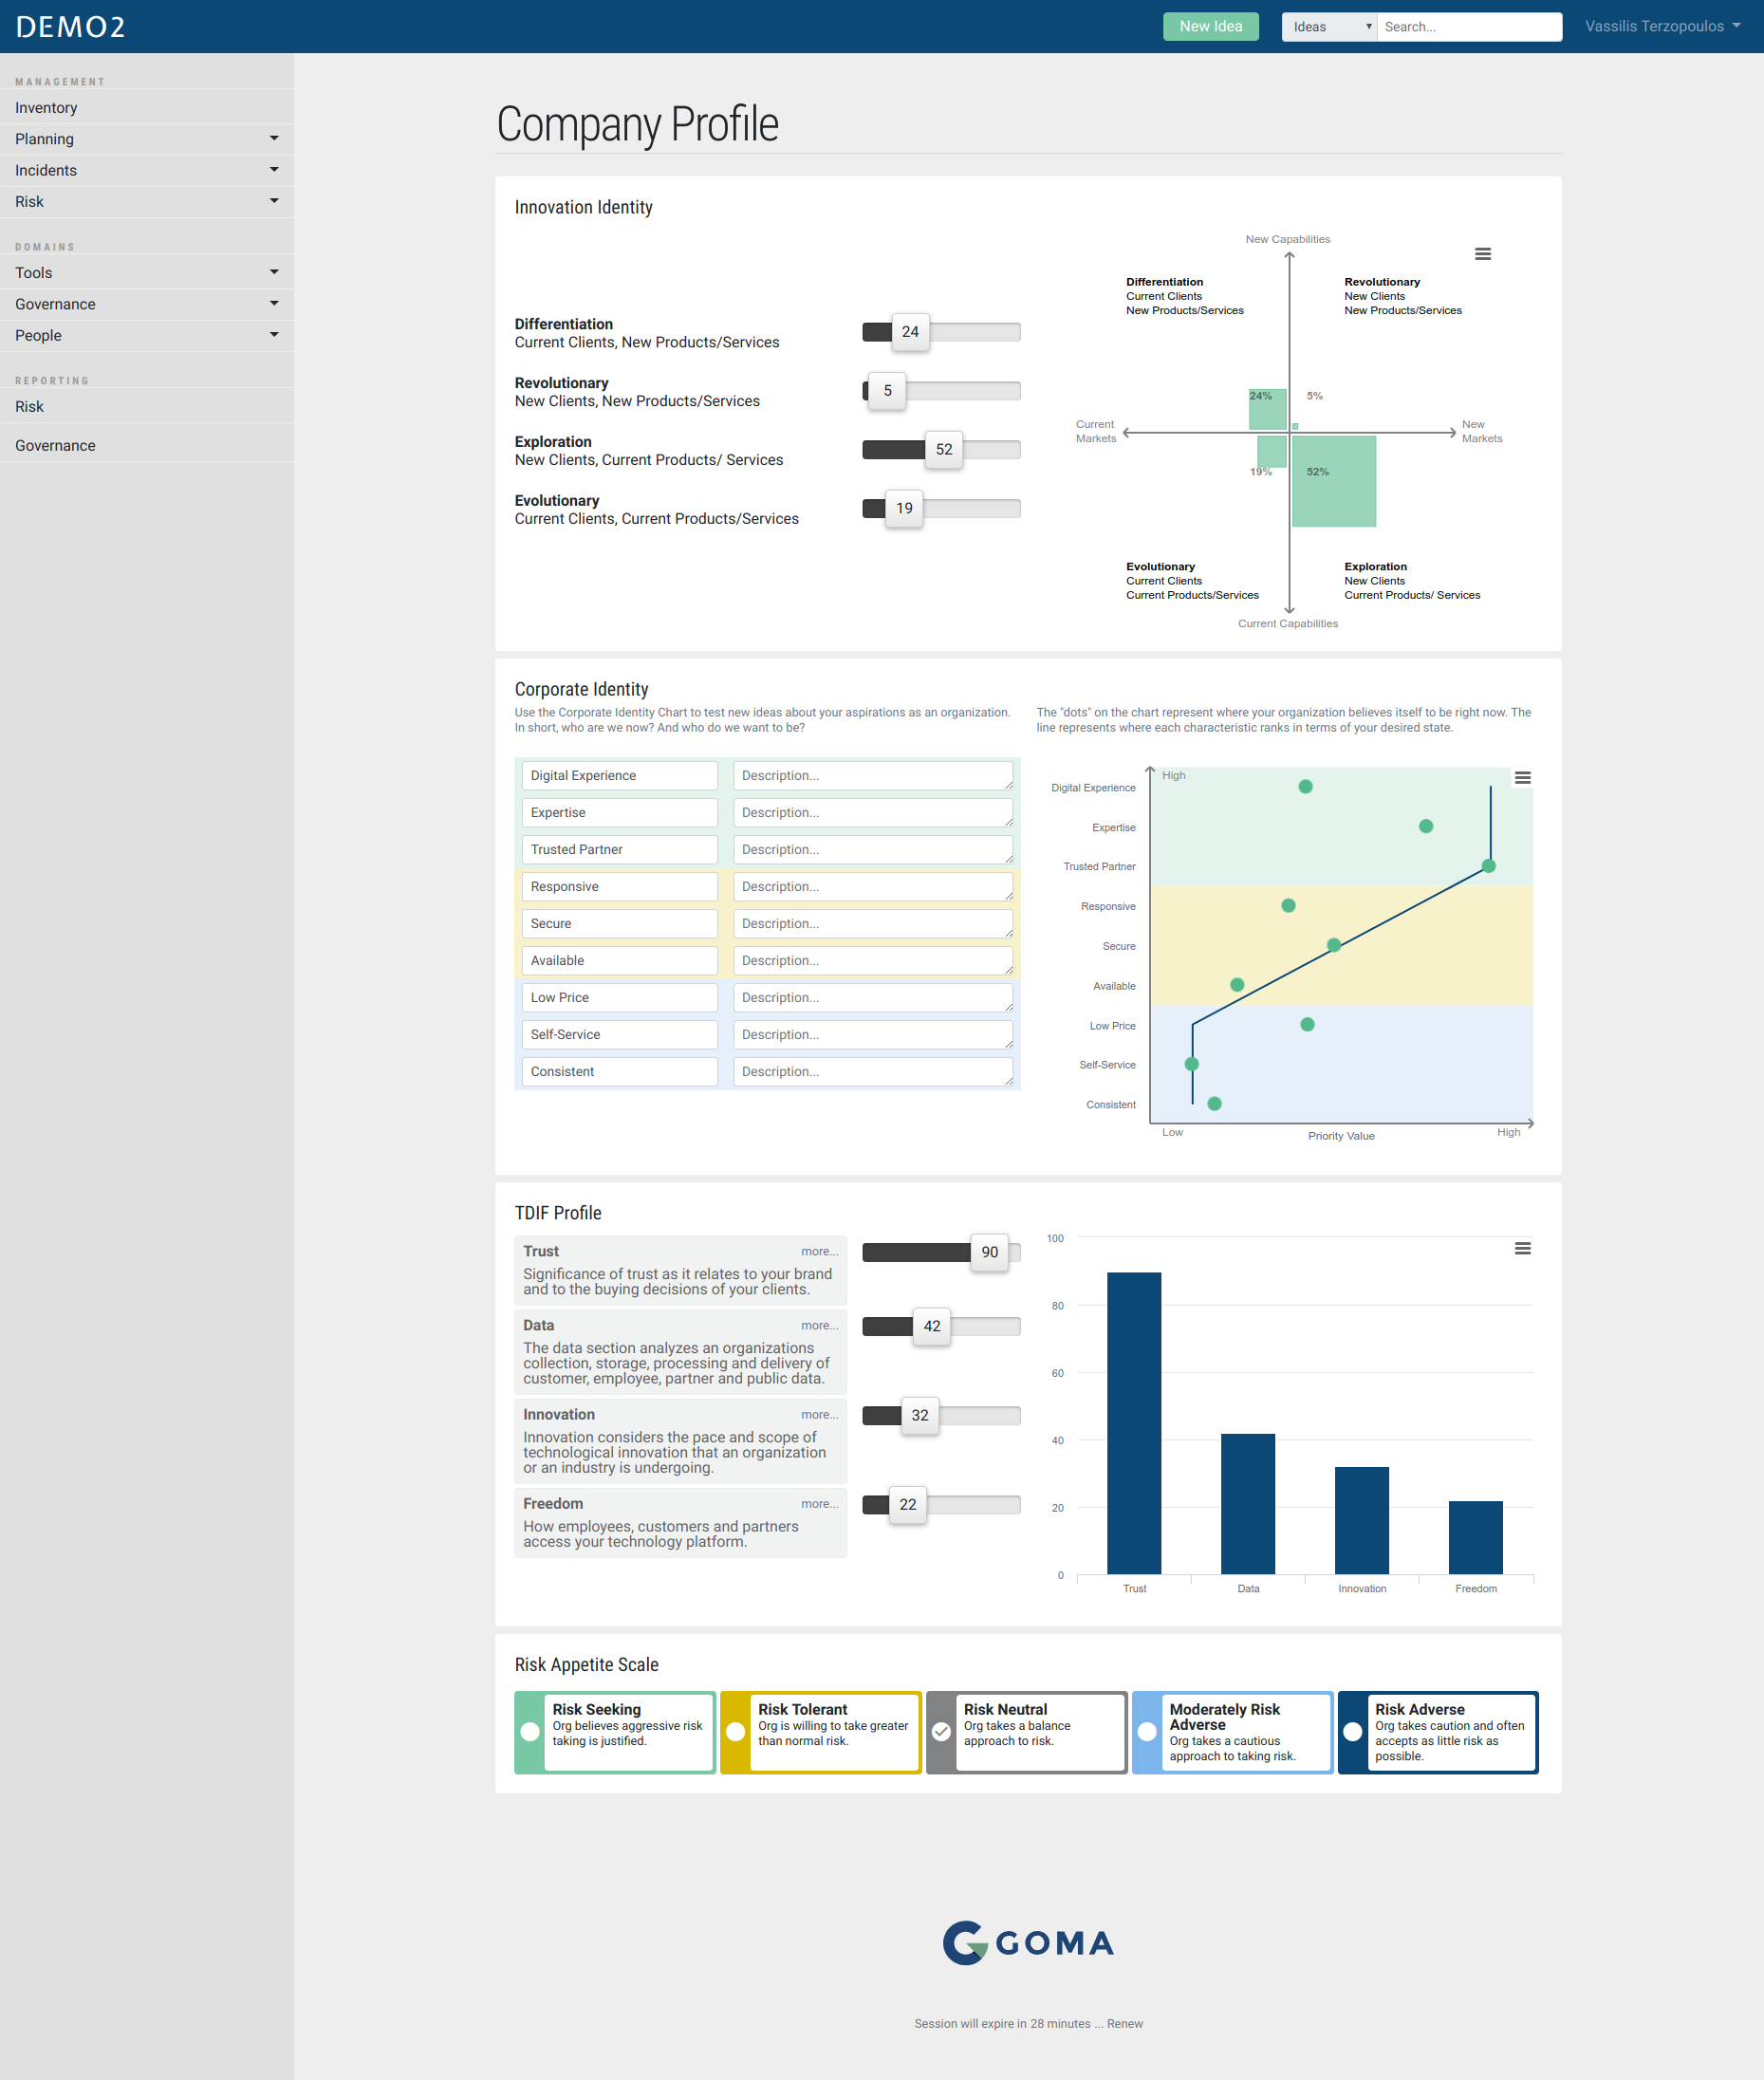 DEMO2
New Idea
Ideas
Search...
Vassilis Terzopoulos
MANAGEMENT
Inventory
Planning
Incidents
Risk
DOMAINS
Tools
Governance
People
REPORTING
Risk
Governance
Company Profile
Innovation Identity
Differentiation
Current Clients, New Products/Services
24
Revolutionary
New Clients, New Products/Services
5
Exploration
New Clients, Current Products/ Services
52
Evolutionary
Current Clients, Current Products/Services
19
New Capabilities
Differentiation
Current Clients
New Products/Services
Revolutionary
New Clients
New Products/Services
24%
5%
Current
Markets
New
Markets
19%
52%
Evolutionary
Current Clients
Current Products/Services
Exploration
New Clients
Current Products/ Services
Current Capabilities
Corporate Identity
Use the Corporate Identity Chart to test new ideas about your aspirations as an organization.
In short, who are we now? And who do we want to be?
The "dots" on the chart represent where your organization believes itself to be right now. The
line represents where each characteristic ranks in terms of your desired state.
Digital Experience
Description...
Expertise
Description...
Trusted Partner
Description...
Responsive
Description...
Secure
Description...
Available
Description...
Low Price
Description...
Self-Service
Description...
Consistent
Description...
High
Digital Experience
Expertise
Trusted Partner
Responsive
Secure
Available
Low Price
Self-Service
Consistent
Low
Priority Value
High
TDIF Profile
Trust
more...
Significance of trust as it relates to your brand
and to the buying decisions of your clients.
90
Data
more...
The data section analyzes an organizations
collection, storage, processing and delivery of
customer, employee, partner and public data.
42
Innovation
more...
Innovation considers the pace and scope of
technological innovation that an organization
or an industry is undergoing.
32
Freedom
more...
How employees, customers and partners
access your technology platform.
22
100
80
60
40
20
0
Trust
Data
Innovation
Freedom
Risk Appetite Scale
Risk Seeking
Org believes aggressive risk
taking is justified.
Risk Tolerant
Org is willing to take greater
than normal risk.
Risk Neutral
Org takes a balance
approach to risk.
Moderately Risk
Adverse
Org takes a cautious
approach to taking risk.
Risk Adverse
Org takes caution and often
accepts as little risk as
possible.
GOMA
Session will expire in 28 minutes ... Renew